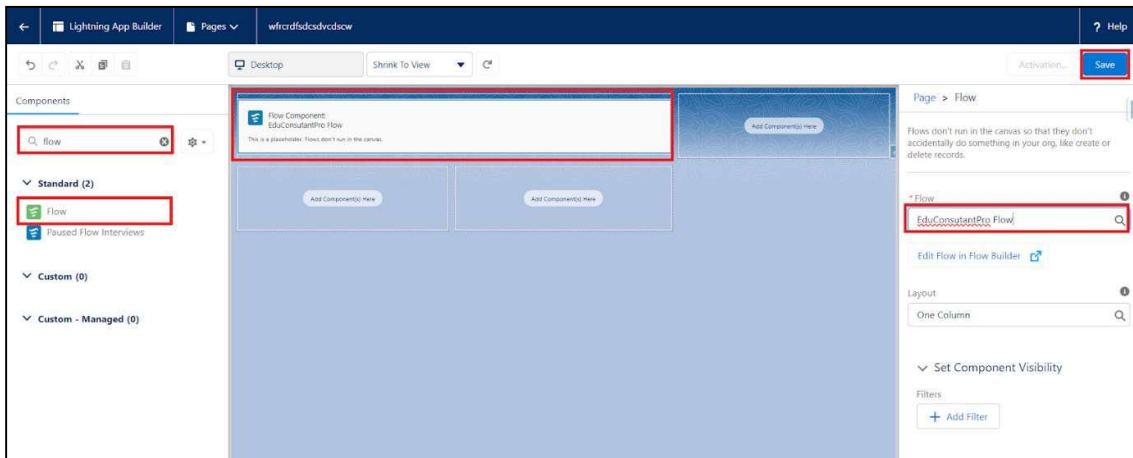 Lightning App Builder
Pages
wfrcrdfsdcsdvcdscw
? Help
Desktop
Shrink To View
Activation...
Save
Components
flow
Standard (2)
Flow
Paused Flow Interviews
Custom (0)
Custom - Managed (0)
Flow Component:
EduConsutantPro Flow
This is a placeholder. Flows don't run in the canvas.
Add Component(s) Here
Add Component(s) Here
Add Component(s) Here
Page > Flow
Flows don't run in the canvas so that they don't
accidentally do something in your org, like create or
delete records.
* Flow
EduConsutantPro Flow
Edit Flow in Flow Builder
Layout
One Column
Set Component Visibility
Filters
+ Add Filter